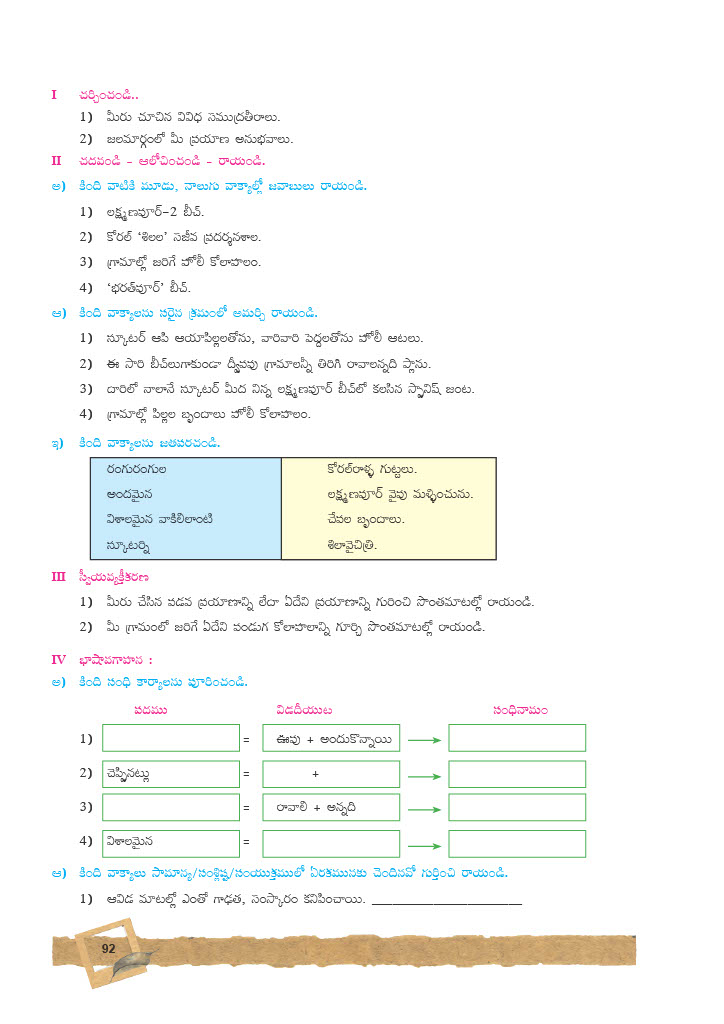 I చర్చించండి..
1) మీరు చూచిన వివిధ సముద్రతీరాలు.
2) జలమార్గంలో మీ ప్రయాణ అనుభవాలు.
II చదవండి - ఆలోచించండి - రాయండి.
అ) కింది వాటికి మూడు, నాలుగు వాక్యాల్లో జవాబులు రాయండి.
1) లక్ష్మణపూర్-2 బీచ్.
2) కోరల్ 'శిలల' సజీవ ప్రదర్శనశాల.
3) గ్రామాల్లో జరిగే హోలీ కోలాహలం.
4) 'భరత్‌పూర్' బీచ్.
ఆ) కింది వాక్యాలను సరైన క్రమంలో అమర్చి రాయండి.
1) స్కూటర్ ఆపి ఆయాపిల్లలతోను, వారివారి పెద్దలతోను హోలీ ఆటలు.
2) ఈ సారి బీచ్‌లుగాకుండా ద్వీపపు గ్రామాలన్నీ తిరిగి రావాలన్నది ప్లాను.
3) దారిలో నాలానే స్కూటర్ మీద నిన్న లక్ష్మణపూర్ బీచ్‌లో కలసిన స్పానిష్ జంట.
4) గ్రామాల్లో పిల్లల బృందాలు హోలీ కోలాహలం.
ఇ) కింది వాక్యాలను జతపరచండి.
రంగురంగుల కోరల్‌రాళ్ళ గుట్టలు.
అందమైన లక్ష్మణపూర్ వైపు మళ్ళించును.
విశాలమైన వాకిలిలాంటి చేపల బృందాలు.
స్కూటర్ని శిలావైచిత్రి.
III స్వీయవ్యక్తీకరణ
1) మీరు చేసిన పడవ ప్రయాణాన్ని లేదా ఏదేని ప్రయాణాన్ని గురించి సొంతమాటల్లో రాయండి.
2) మీ గ్రామంలో జరిగే ఏదేని పండుగ కోలాహలాన్ని గూర్చి సొంతమాటల్లో రాయండి.
IV భాషావగాహన :
అ) కింది సంధి కార్యాలను పూరించండి.
పదము విడదీయుట సంధినామం
1) = ఊపు + అందుకొన్నాయి
2) చెప్పినట్లు = +
3) = రావాలి + అన్నది
4) విశాలమైన =
ఆ) కింది వాక్యాలు సామాన్య/సంశ్లిష్ట/సంయుక్తములో ఏరకమునకు చెందినవో గుర్తించి రాయండి.
1) ఆవిడ మాటల్లో ఎంతో గాఢత, సంస్కారం కనిపించాయి. ____________________
92